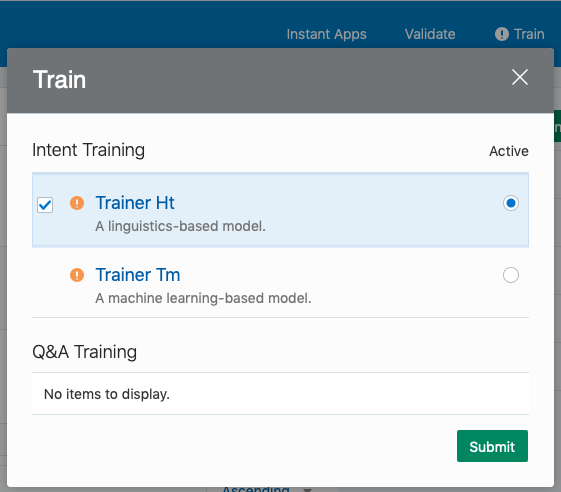 Instant Apps Validate Train
Train
Intent Training Active
Trainer Ht
A linguistics-based model.
Trainer Tm
A machine learning-based model.
Q&A Training
No items to display.
Submit
Ascending